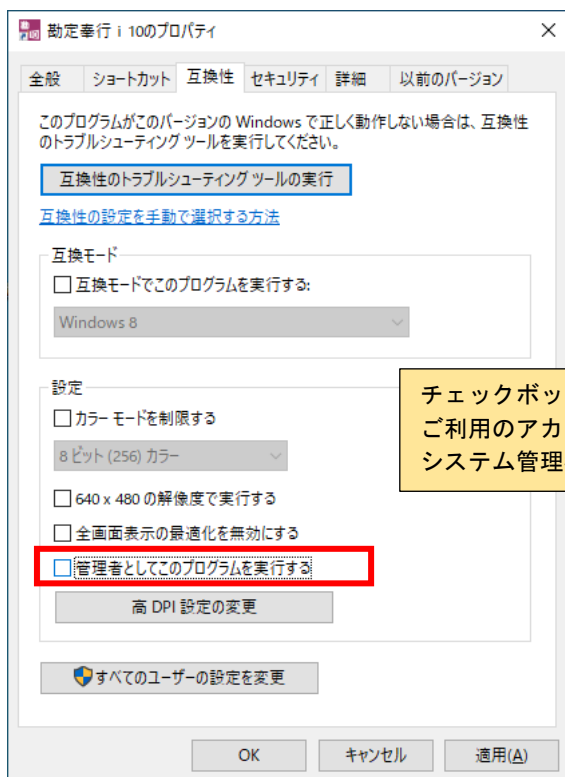 勘定奉行 i 10のプロパティ
全般 ショートカット 互換性 セキュリティ 詳細 以前のバージョン
このプログラムがこのバージョンの Windows で正しく動作しない場合は、互換性
のトラブルシューティング ツールを実行してください。
互換性のトラブルシューティング ツールの実行
互換性の設定を手動で選択する方法
互換モード
互換モードでこのプログラムを実行する:
Windows 8
設定
カラー モードを制限する
8 ビット (256) カラー
チェックボッ
ご利用のアカ
システム管理
640 x 480 の解像度で実行する
全画面表示の最適化を無効にする
管理者としてこのプログラムを実行する
高 DPI 設定の変更
すべてのユーザーの設定を変更
OK キャンセル 適用(A)